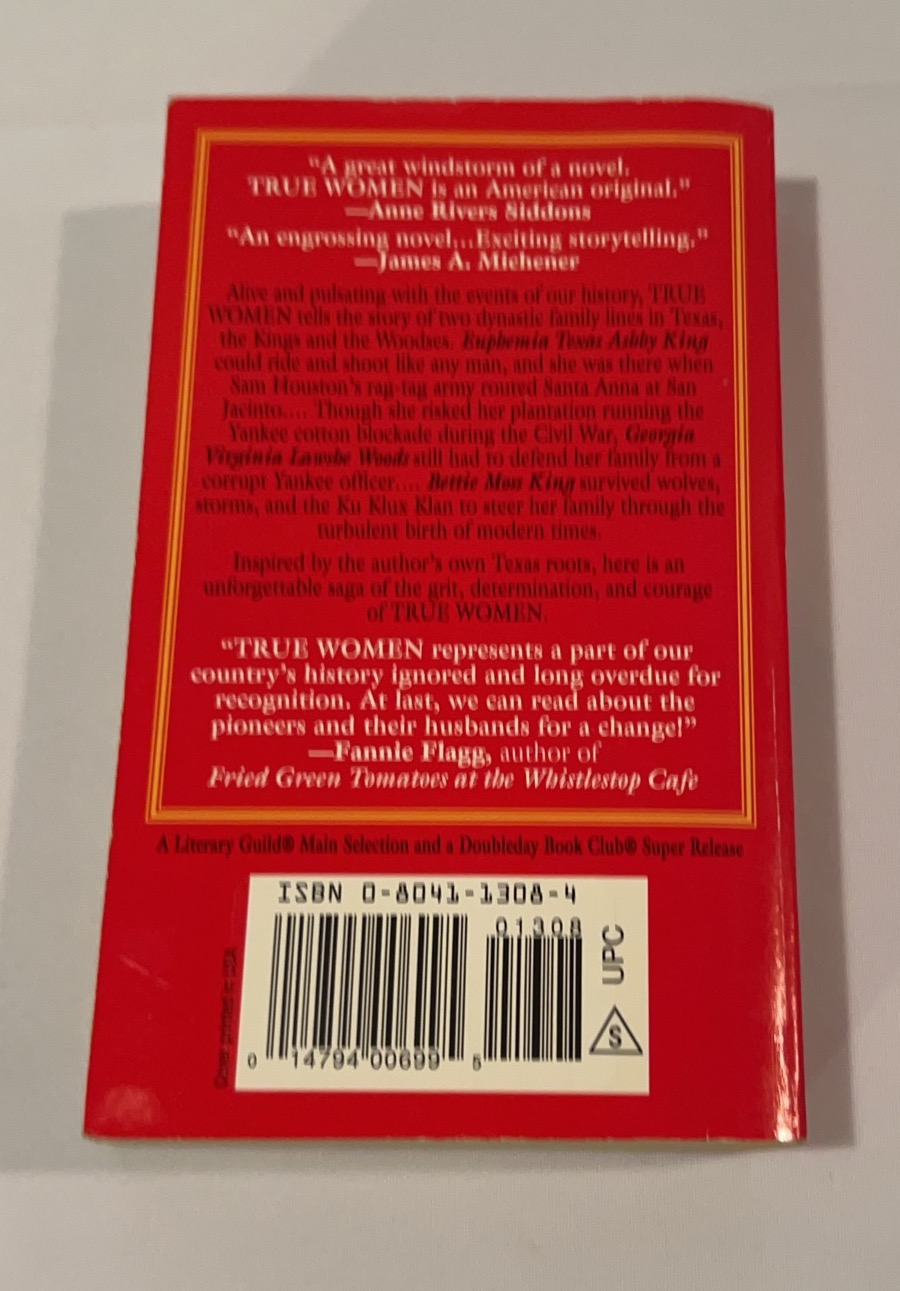 "A great windstorm of a novel.
TRUE WOMEN is an American original."
—Anne Rivers Siddons
"An engrossing novel...Exciting storytelling."
—James A. Michener
Alive and pulsating with the events of our history, TRUE
WOMEN tells the story of two dynastic family lines in Texas,
the Kings and the Woodses. Euphemia Texas Ashby King
could ride and shoot like any man, and she was there when
Sam Houston's rag-tag army routed Santa Anna at San
Jacinto.... Though she risked her plantation running the
Yankee cotton blockade during the Civil War, Georgia
Virginia Lawshe Woods still had to defend her family from a
corrupt Yankee officer.... Bettie Moss King survived wolves,
storms, and the Ku Klux Klan to steer her family through the
turbulent birth of modern times.
Inspired by the author's own Texas roots, here is an
unforgettable saga of the grit, determination, and courage
of TRUE WOMEN.
"TRUE WOMEN represents a part of our
country's history ignored and long overdue for
recognition. At last, we can read about the
pioneers and their husbands for a change!"
—Fannie Flagg, author of
Fried Green Tomatoes at the Whistlestop Cafe
A Literary Guild® Main Selection and a Doubleday Book Club® Super Release
ISBN 0-8041-1308-4
01308
UPC
S
0 14794 00699 5
Cover printed in USA